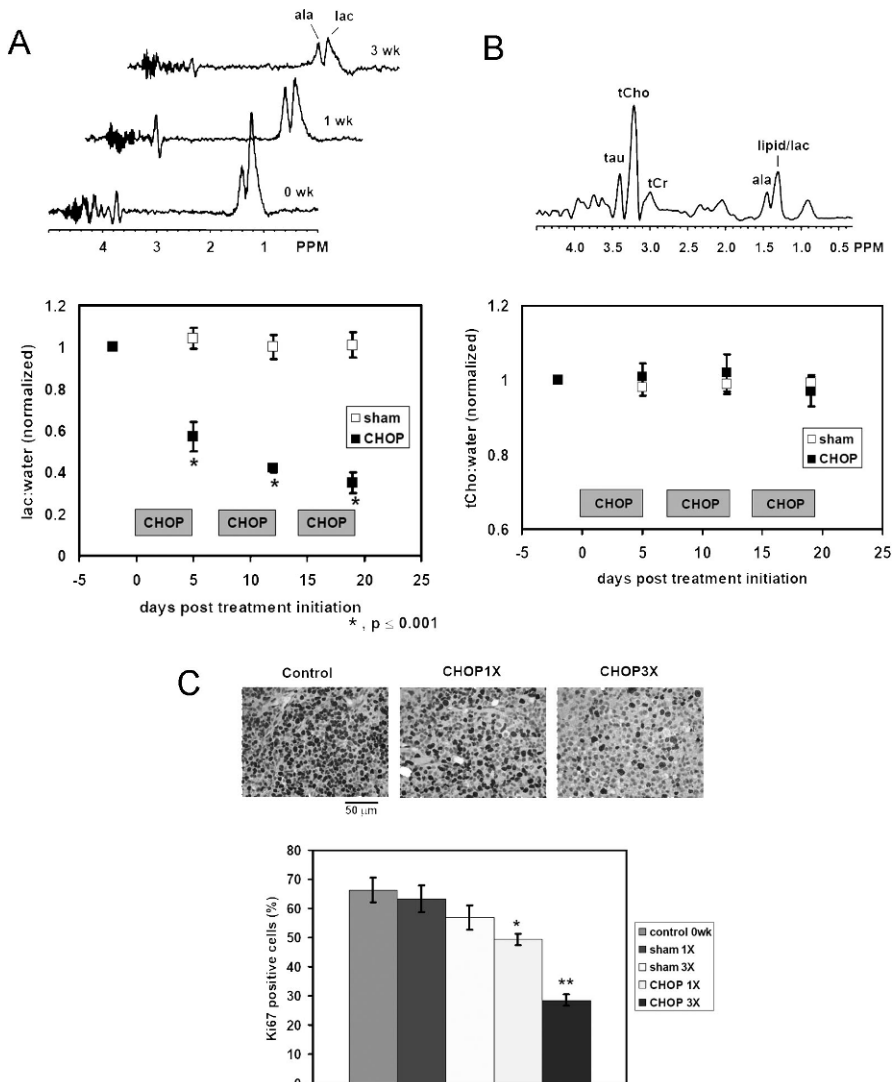 A
ala
lac
3 wk
1 wk
0 wk
4 3 2 1 PPM
lac:water (normalized)
1.2
1
0.8
0.6
0.4
0.2
0
sham
CHOP
*
*
*
CHOP CHOP CHOP
-5 0 5 10 15 20 25
days post treatment initiation
*, p ≤ 0.001
B
tCho
tau
tCr
lipid/lac
ala
4.0 3.5 3.0 2.5 2.0 1.5 1.0 0.5 PPM
tCho:water (normalized)
1.2
1
0.8
0.6
sham
CHOP
CHOP CHOP CHOP
-5 0 5 10 15 20 25
days post treatment initiation
C
Control CHOP1X CHOP3X
50 μm
Ki67 positive cells (%)
80
70
60
50
40
30
20
10
0
*
**
control 0wk
sham 1X
sham 3X
CHOP 1X
CHOP 3X